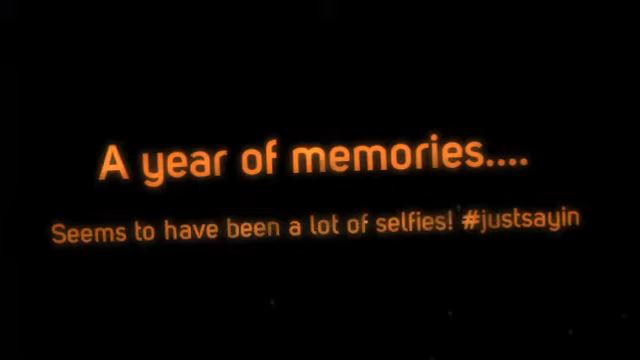 A year of memories....
Seems to have been a lot of selfies! #justsayin